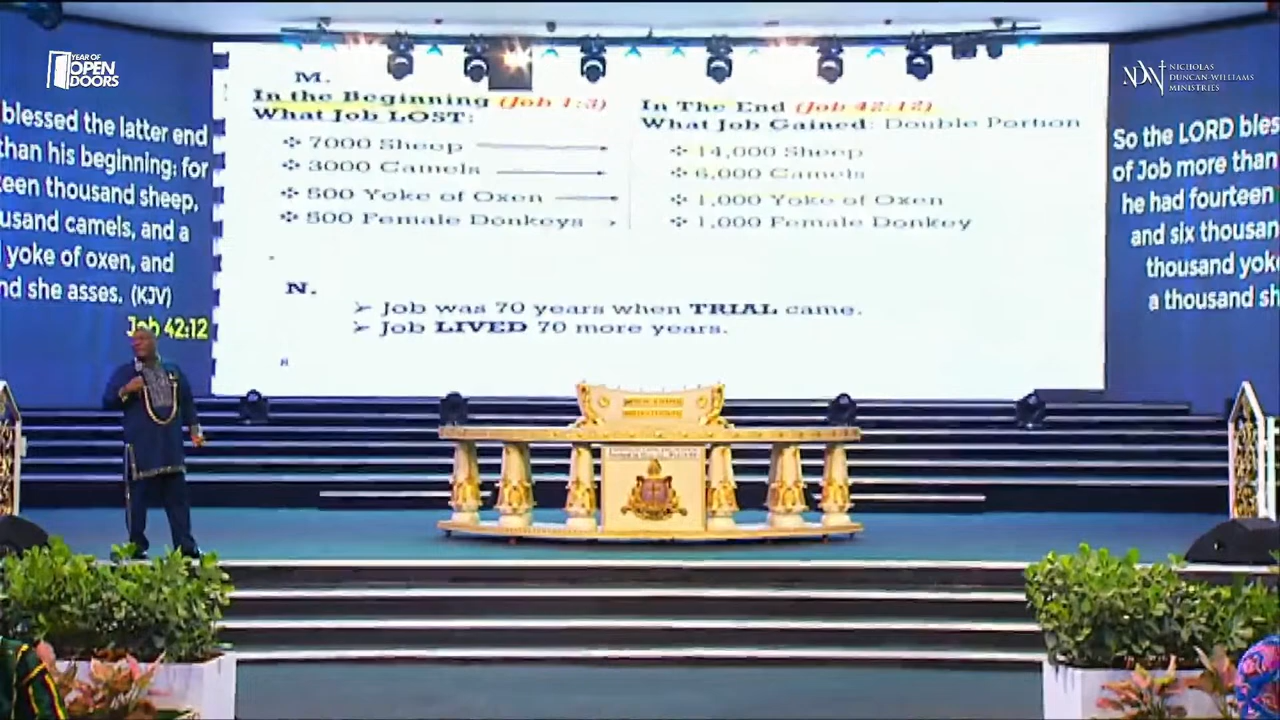 YEAR OF
OPEN
DOORS
NICHOLAS
DUNCAN-WILLIAMS
MINISTRIES
blessed the latter end
than his beginning: for
teen thousand sheep,
usand camels, and a
yoke of oxen, and
nd she asses. (KJV)
Job 42:12
M.
In the Beginning (Job 1:3)
What Job LOST:
❖ 7000 Sheep
❖ 3000 Camels
❖ 500 Yoke of Oxen
❖ 500 Female Donkeys
In The End (Job 42:12)
What Job Gained: Double Portion
❖ 14,000 Sheep
❖ 6,000 Camels
❖ 1,000 Yoke of Oxen
❖ 1,000 Female Donkey
N.
➢ Job was 70 years when TRIAL came.
➢ Job LIVED 70 more years.
8
So the LORD bles
of Job more than
he had fourteen
and six thousan
thousand yok
a thousand sh